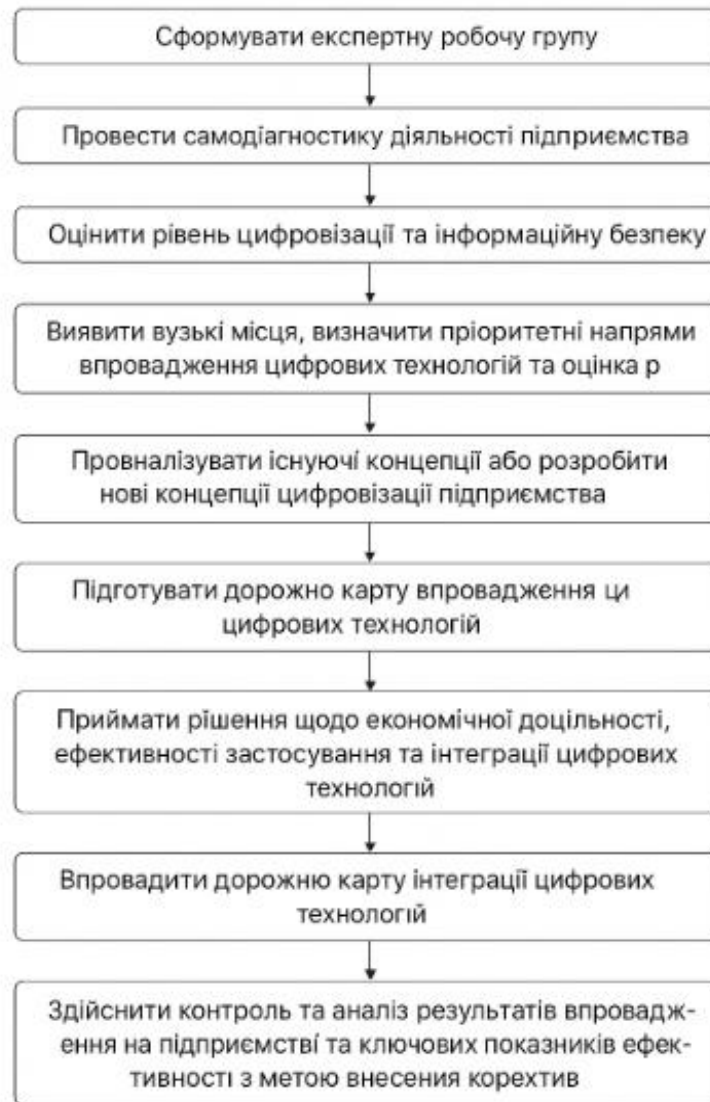 Сформувати експертну робочу групу
Провести самодіагностику діяльності підприємства
Оцінити рівень цифровізації та інформаційну безпеку
Виявити вузькі місця, визначити пріоритетні напрями
впровадження цифрових технологій та оцінка р
Провналізувати існуючі концепції або розробити
нові концепції цифровізації підприємства
Підготувати дорожно карту впровадження ци
цифрових технологій
Приймати рішення щодо економічної доцільності,
ефективності застосування та інтеграції цифрових
технологій
Впровадити дорожню карту інтеграції цифрових
технологій
Здійснити контроль та аналіз результатів впровадж-
ення на підприємстві та ключових показників ефек-
тивності з метою внесення корехтив